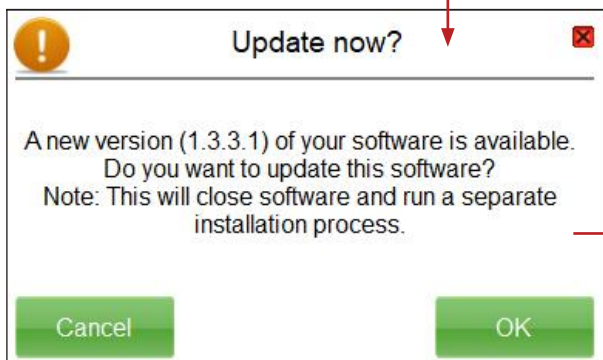 Update now?
A new version (1.3.3.1) of your software is available.
Do you want to update this software?
Note: This will close software and run a separate
installation process.
Cancel
OK